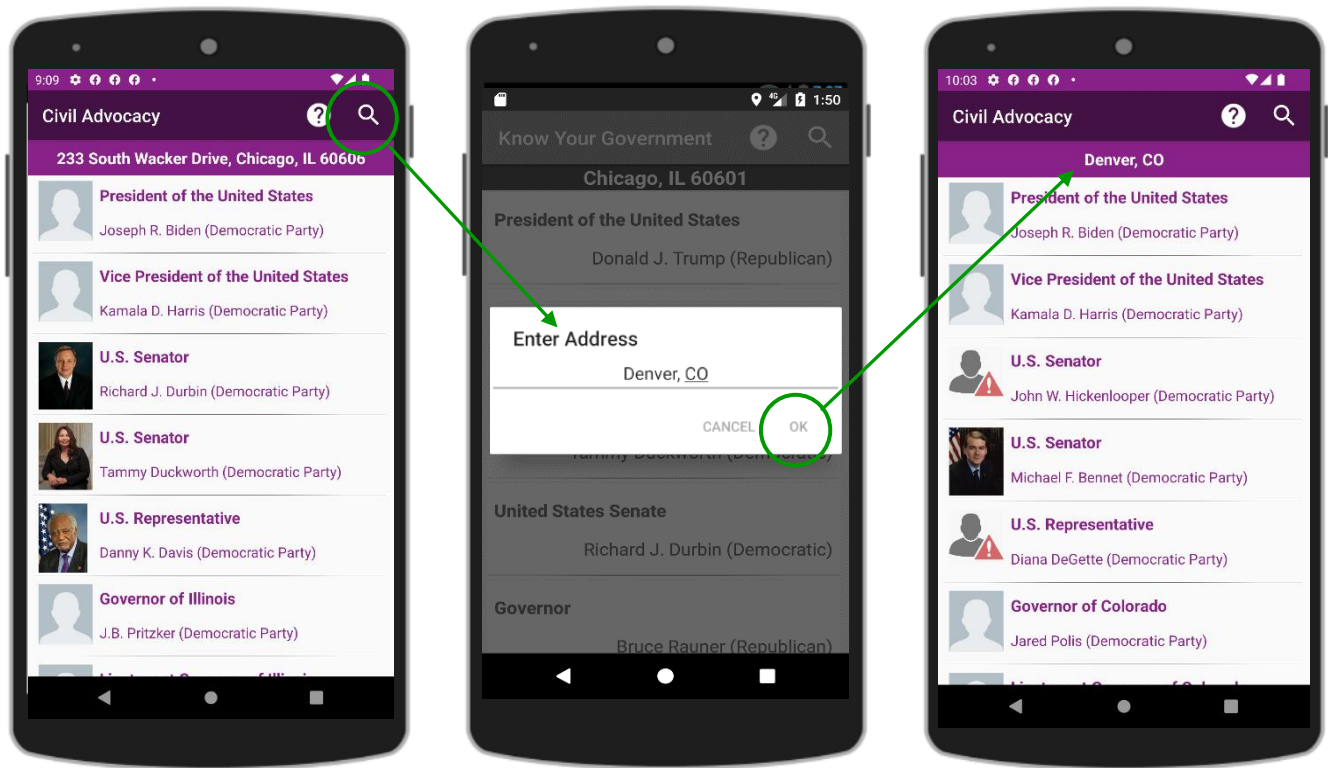 9:09
Civil Advocacy
233 South Wacker Drive, Chicago, IL 60606
President of the United States
Joseph R. Biden (Democratic Party)
Vice President of the United States
Kamala D. Harris (Democratic Party)
U.S. Senator
Richard J. Durbin (Democratic Party)
U.S. Senator
Tammy Duckworth (Democratic Party)
U.S. Representative
Danny K. Davis (Democratic Party)
Governor of Illinois
J.B. Pritzker (Democratic Party)
4G 1:50
Know Your Government
Chicago, IL 60601
President of the United States
Donald J. Trump (Republican)
Enter Address
Denver, CO
CANCEL OK
Tammy Duckworth (Democratic)
United States Senate
Richard J. Durbin (Democratic)
Governor
Bruce Rauner (Republican)
10:03
Civil Advocacy
Denver, CO
President of the United States
Joseph R. Biden (Democratic Party)
Vice President of the United States
Kamala D. Harris (Democratic Party)
U.S. Senator
John W. Hickenlooper (Democratic Party)
U.S. Senator
Michael F. Bennet (Democratic Party)
U.S. Representative
Diana DeGette (Democratic Party)
Governor of Colorado
Jared Polis (Democratic Party)